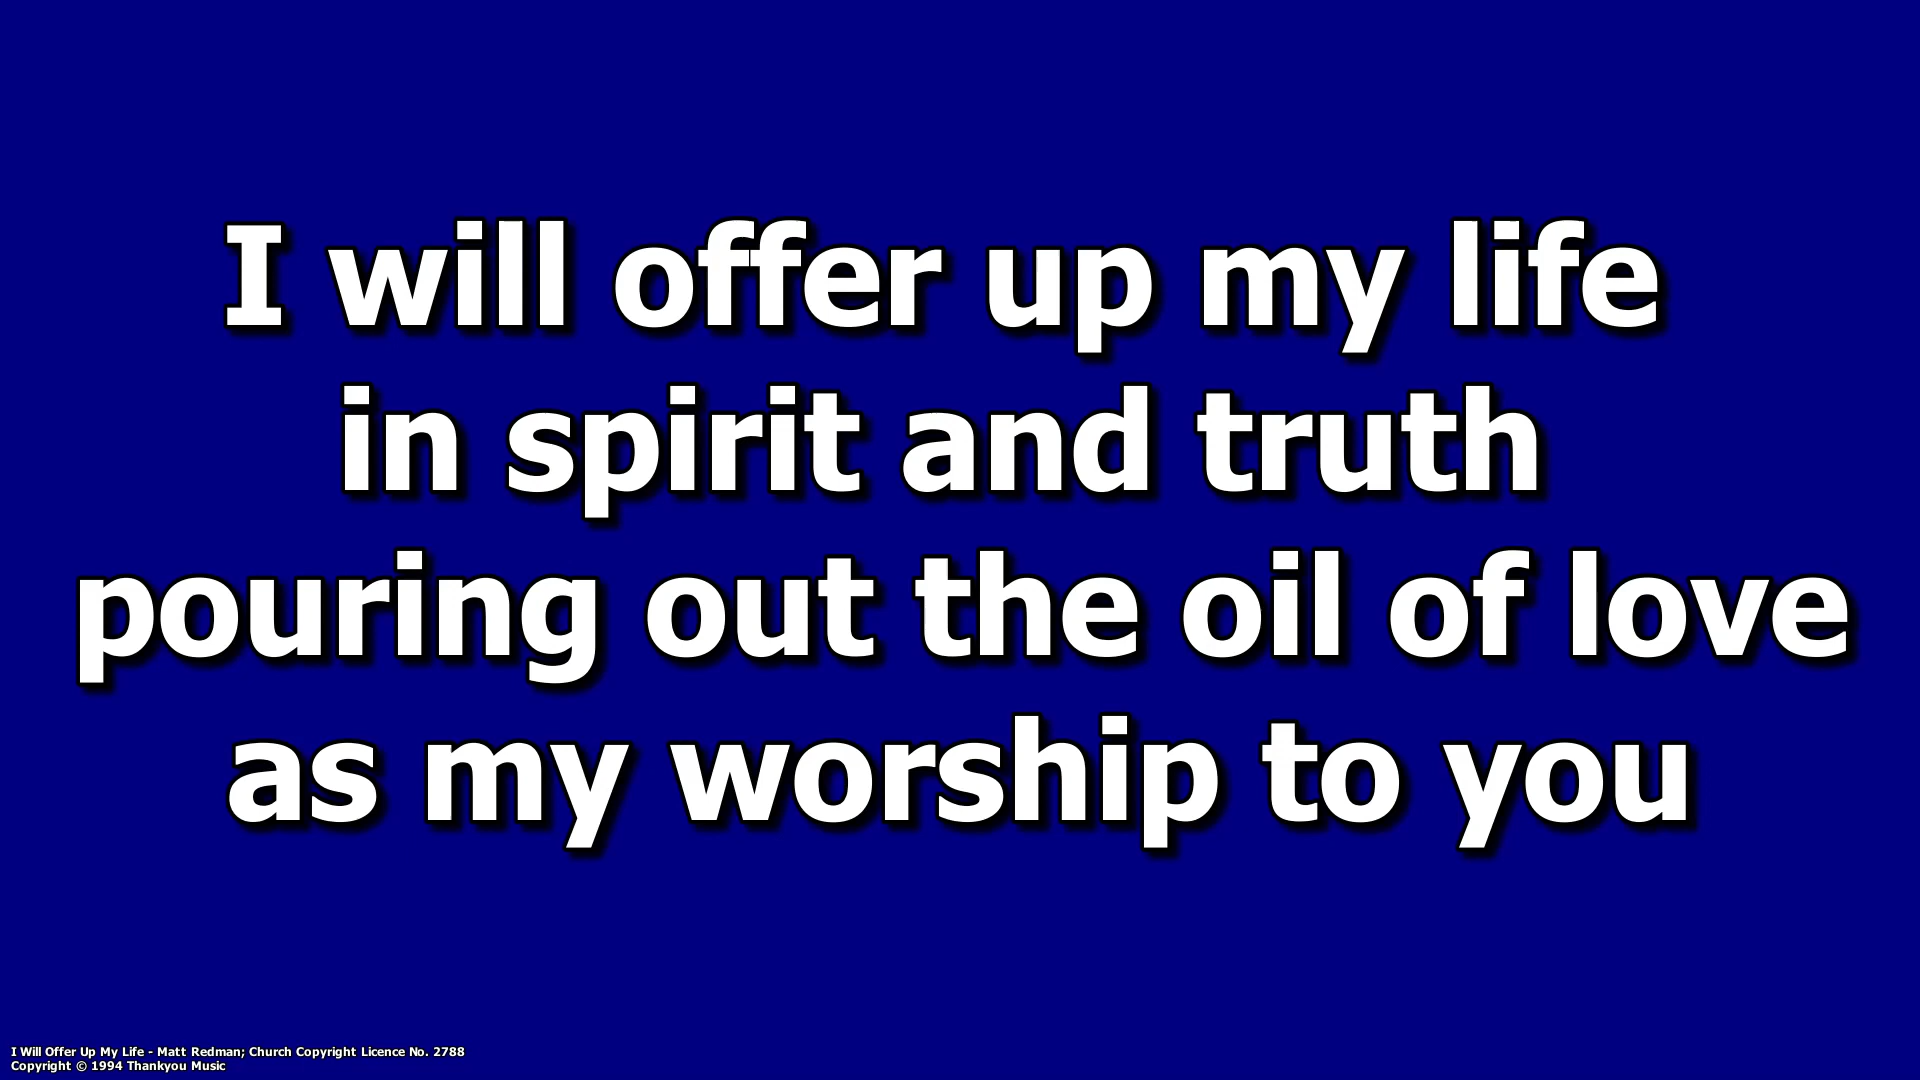 I will offer up my life
in spirit and truth
pouring out the oil of love
as my worship to you
I Will Offer Up My Life - Matt Redman; Church Copyright Licence No. 2788
Copyright © 1994 Thankyou Music